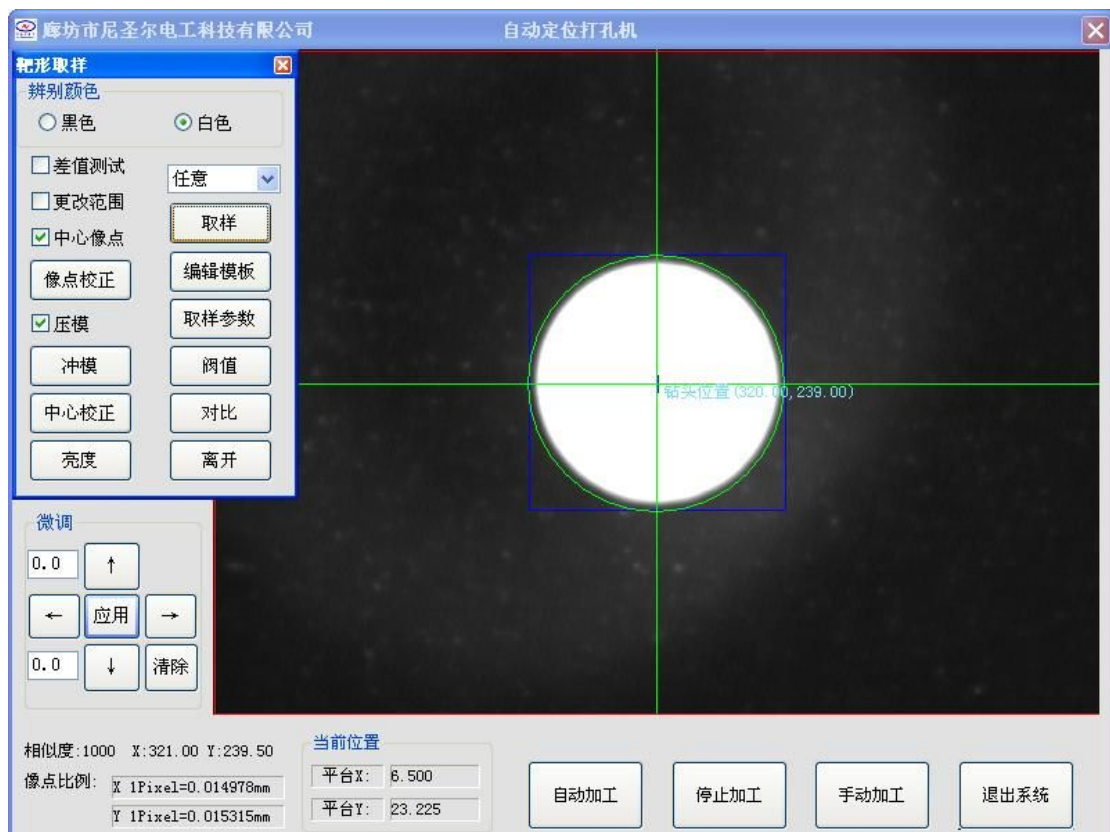 廊坊市尼圣尔电工科技有限公司 自动定位打孔机
靶形取样
辨别颜色
黑色 白色
差值测试
任意
更改范围
取样
中心像点
编辑模板
像点校正
取样参数
压模
冲模 阀值
中心校正 对比
亮度 离开
钻头位置(320.00,239.00)
微调
0.0 ↑
← 应用 →
0.0 ↓ 清除
相似度:1000 X:321.00 Y:239.50
像点比例: X 1Pixel=0.014978mm
Y 1Pixel=0.015315mm
当前位置
平台X: 6.500
平台Y: 23.225
自动加工 停止加工 手动加工 退出系统